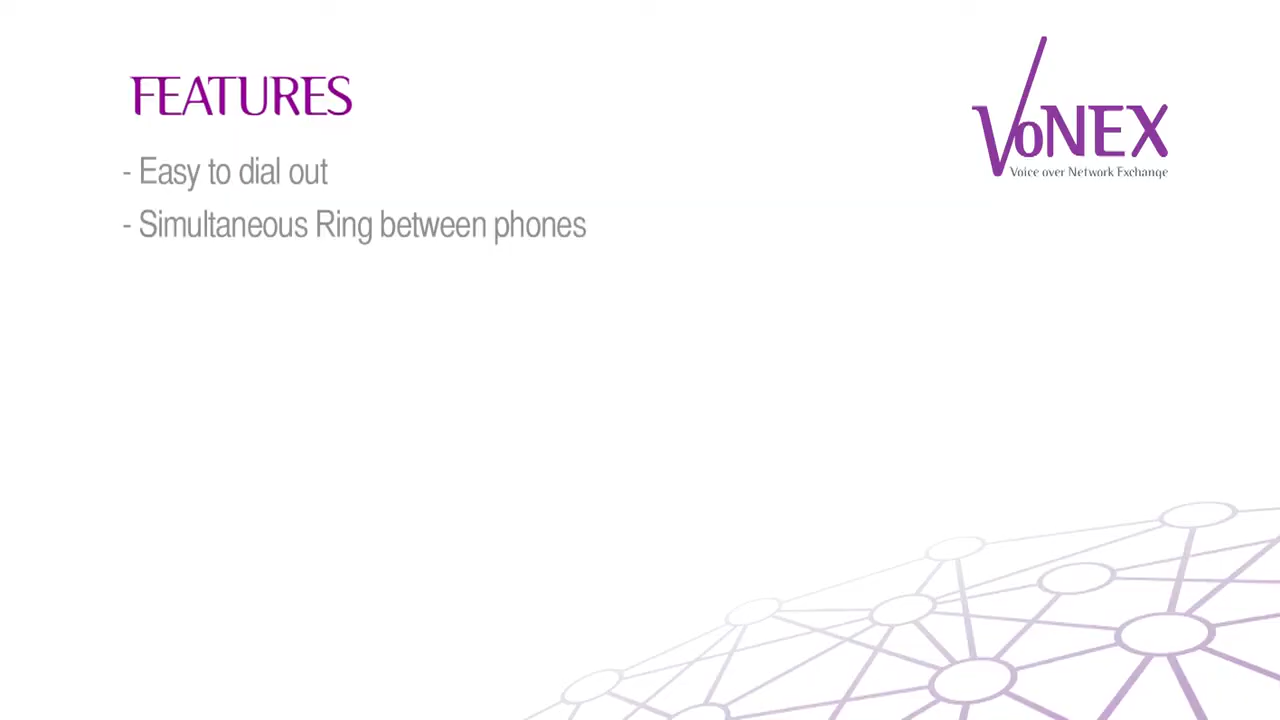 FEATURES
- Easy to dial out
- Simultaneous Ring between phones
VoNEX
Voice over Network Exchange